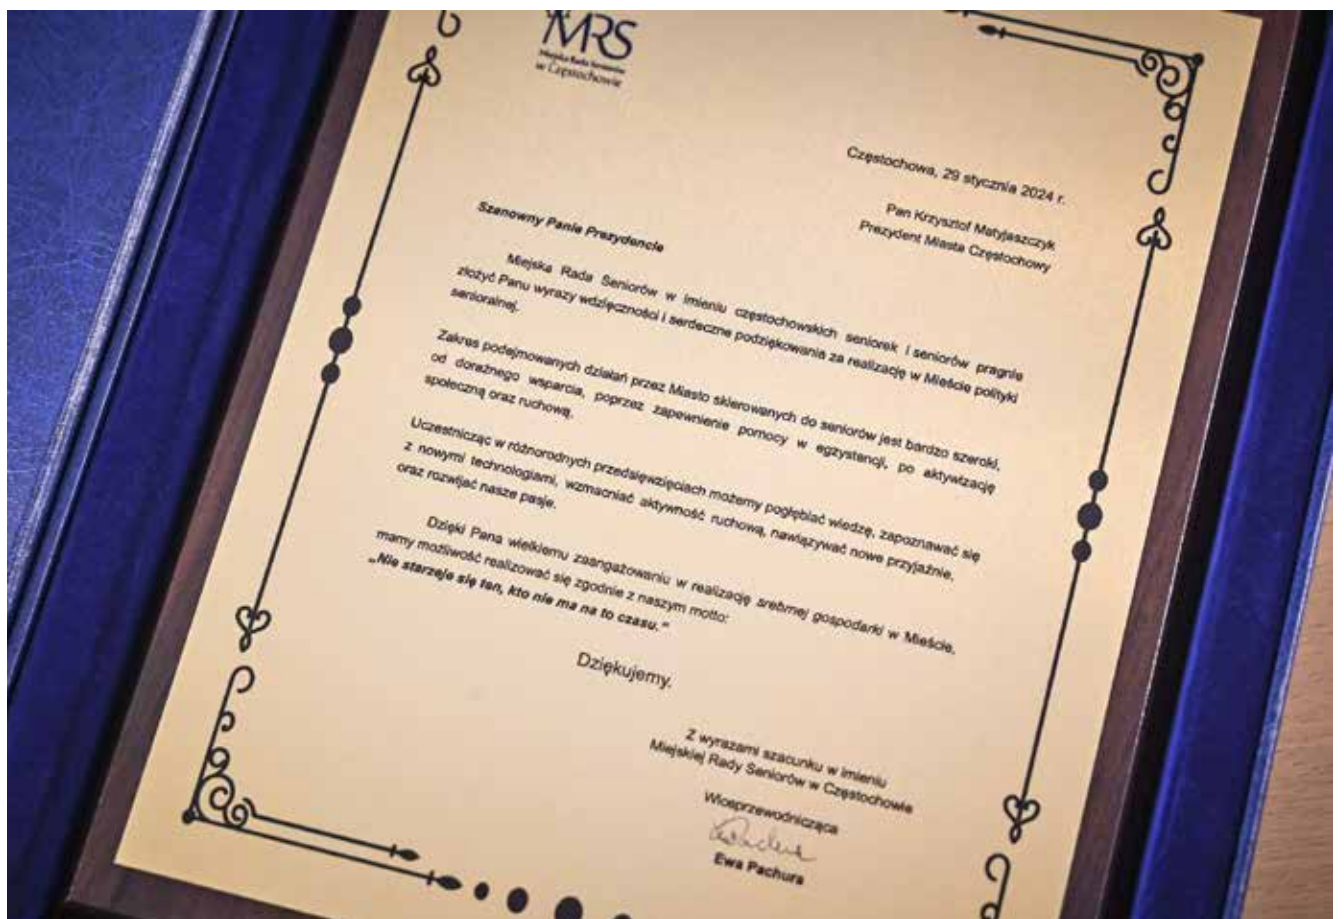 MRS
Miejska Rada Seniorów
w Częstochowie
Częstochowa, 29 stycznia 2024 r.
Pan Krzysztof Matyjaszczyk
Prezydent Miasta Częstochowy
Szanowny Panie Prezydencie
Miejska Rada Seniorów w imieniu częstochowskich seniorek i seniorów pragnie
złożyć Panu wyrazy wdzięczności i serdeczne podziękowania za realizację w Mieście polityki
senioralnej.
Zakres podejmowanych działań przez Miasto skierowanych do seniorów jest bardzo szeroki,
od doraźnego wsparcia, poprzez zapewnienie pomocy w egzystencji, po aktywizację
społeczną oraz ruchową.
Uczestnicząc w różnorodnych przedsięwzięciach możemy pogłębiać wiedzę, zapoznawać się
z nowymi technologiami, wzmacniać aktywność ruchową, nawiązywać nowe przyjaźnie,
oraz rozwijać nasze pasje.
Dzięki Pana wielkiemu zaangażowaniu w realizację srebrnej gospodarki w Mieście,
mamy możliwość realizować się zgodnie z naszym motto:
„Nie starzeje się ten, kto nie ma na to czasu."
Dziękujemy.
Z wyrazami szacunku w imieniu
Miejskiej Rady Seniorów w Częstochowie
Wiceprzewodnicząca
Ewa Pachura